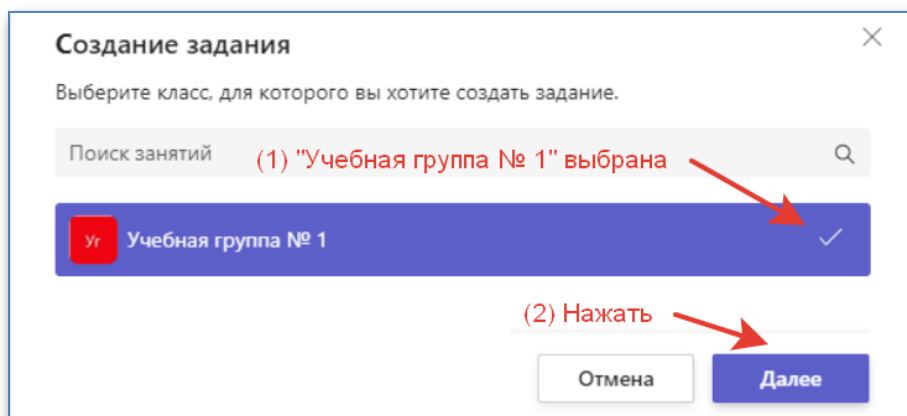 Создание задания
Выберите класс, для которого вы хотите создать задание.
Поиск занятий
(1) "Учебная группа № 1" выбрана
Уг Учебная группа № 1
(2) Нажать
Отмена Далее